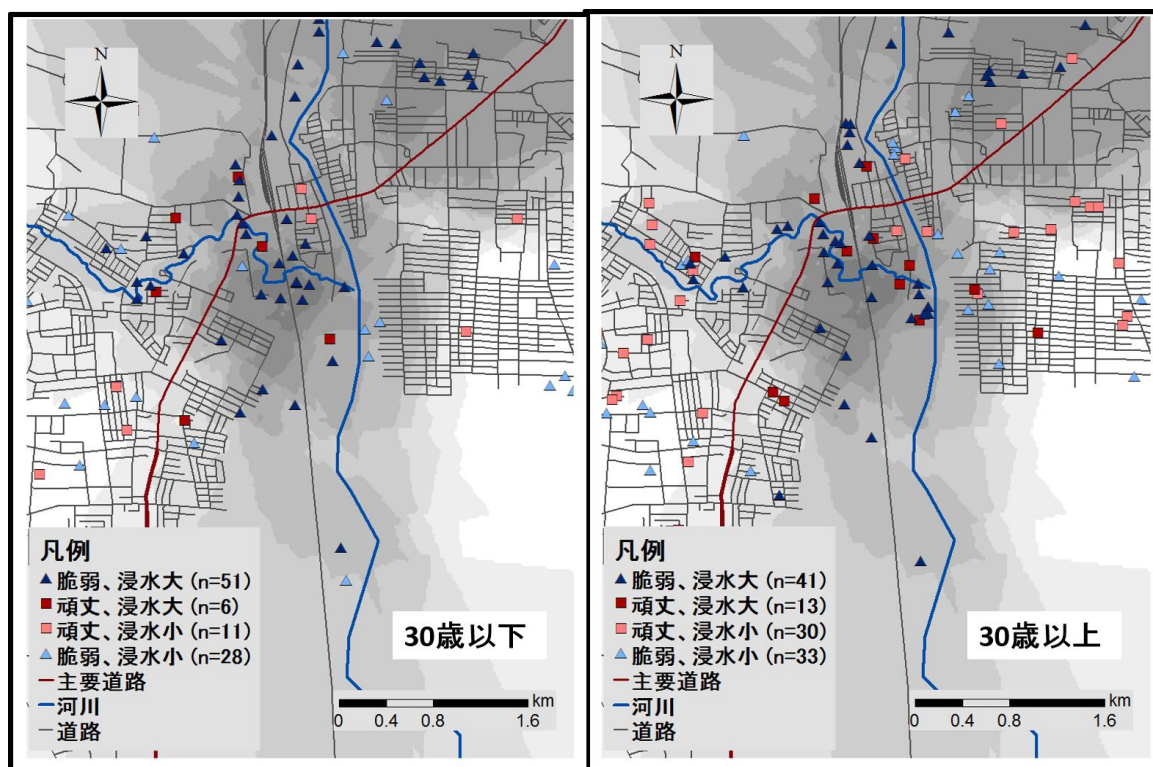 N
凡例
脆弱、浸水大 (n=51)
頑丈、浸水大 (n=6)
頑丈、浸水小 (n=11)
脆弱、浸水小 (n=28)
主要道路
河川
道路
30歳以下
km
0 0.4 0.8 1.6
N
凡例
脆弱、浸水大 (n=41)
頑丈、浸水大 (n=13)
頑丈、浸水小 (n=30)
脆弱、浸水小 (n=33)
主要道路
河川
道路
30歳以上
km
0 0.4 0.8 1.6